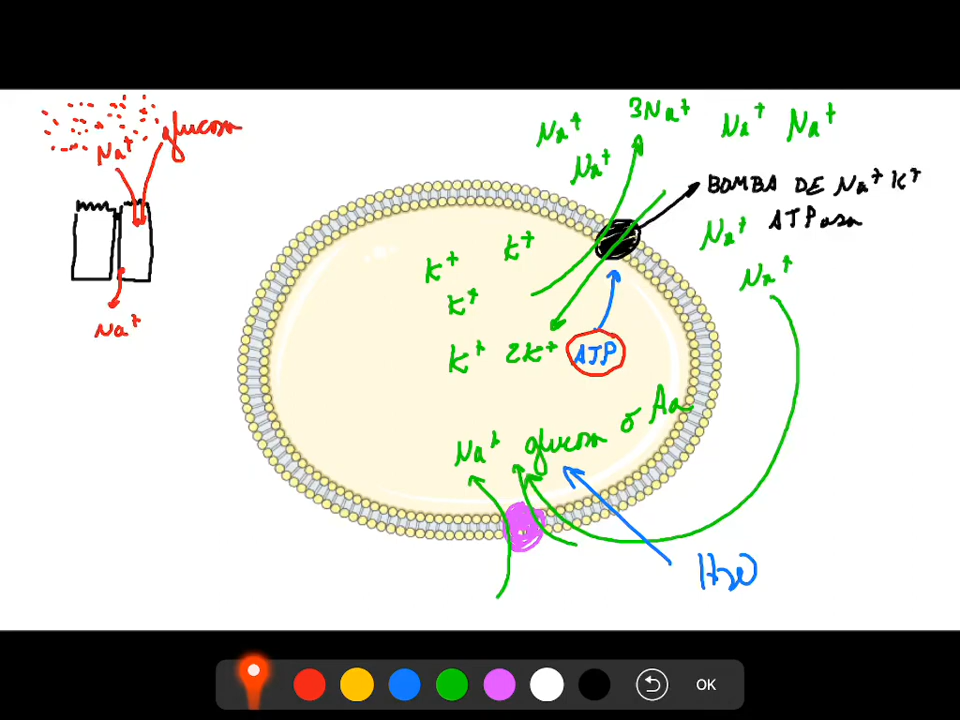 glucosa
Na⁺
Na⁺
Na⁺
3Na⁺
Na⁺
Na⁺
Na⁺
BOMBA DE Na⁺ K⁺
ATPasa
Na⁺
Na⁺
K⁺
K⁺
K⁺
K⁺
2K⁺
ATP
Na⁺
glucosa o Aa
H2O
OK